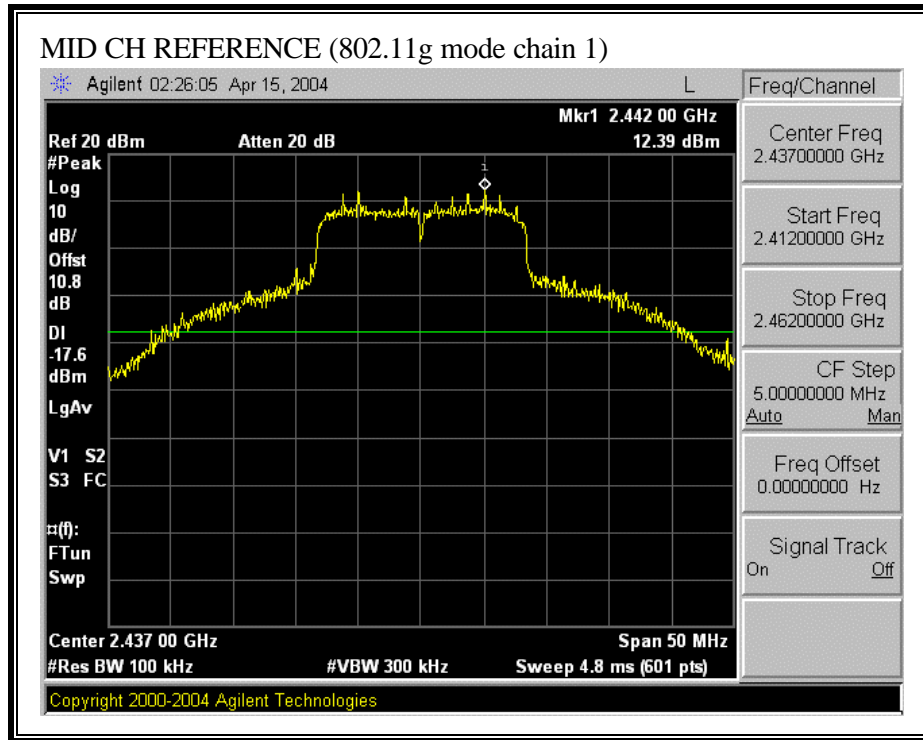 MID CH REFERENCE (802.11g mode chain 1)
Agilent 02:26:05 Apr 15, 2004 L
Freq/Channel
Mkr1 2.442 00 GHz
Ref 20 dBm Atten 20 dB 12.39 dBm
#Peak
Log
10
dB/
Offst
10.8
dB
DI
-17.6
dBm
LgAv
V1 S2
S3 FC
¤(f):
FTun
Swp
1
Center 2.437 00 GHz Span 50 MHz
#Res BW 100 kHz #VBW 300 kHz Sweep 4.8 ms (601 pts)
Copyright 2000-2004 Agilent Technologies
Center Freq
2.43700000 GHz
Start Freq
2.41200000 GHz
Stop Freq
2.46200000 GHz
CF Step
5.00000000 MHz
Auto Man
Freq Offset
0.00000000 Hz
Signal Track
On Off